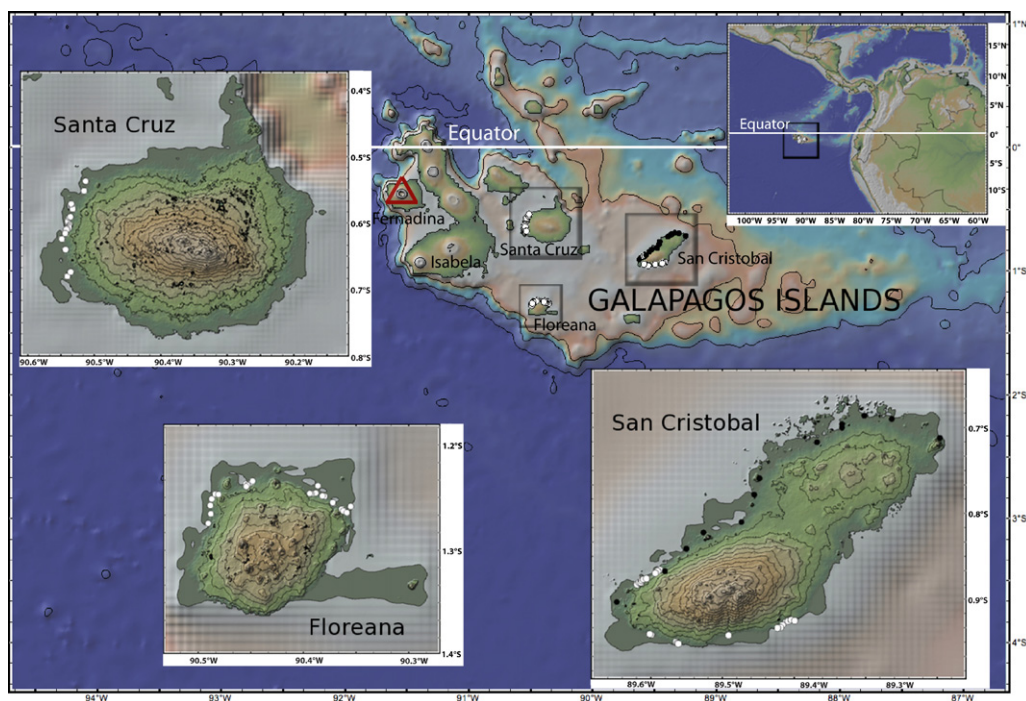 Santa Cruz
0.4°S
0.5°S
0.6°S
0.7°S
0.8°S
90.6°W
90.5°W
90.4°W
90.3°W
90.2°W
Equator
Fernadina
Isabela
Santa Cruz
San Cristobal
Floreana
GALAPAGOS ISLANDS
Equator
15°N
10°N
5°N
0°
5°S
10°S
100°W
95°W
90°W
85°W
80°W
75°W
70°W
65°W
60°W
1°N
0°
1°S
2°S
3°S
4°S
Floreana
1.2°S
1.3°S
1.4°S
90.5°W
90.4°W
90.3°W
San Cristobal
0.7°S
0.8°S
0.9°S
89.6°W
89.5°W
89.4°W
89.3°W
94°W
93°W
92°W
91°W
90°W
89°W
88°W
87°W